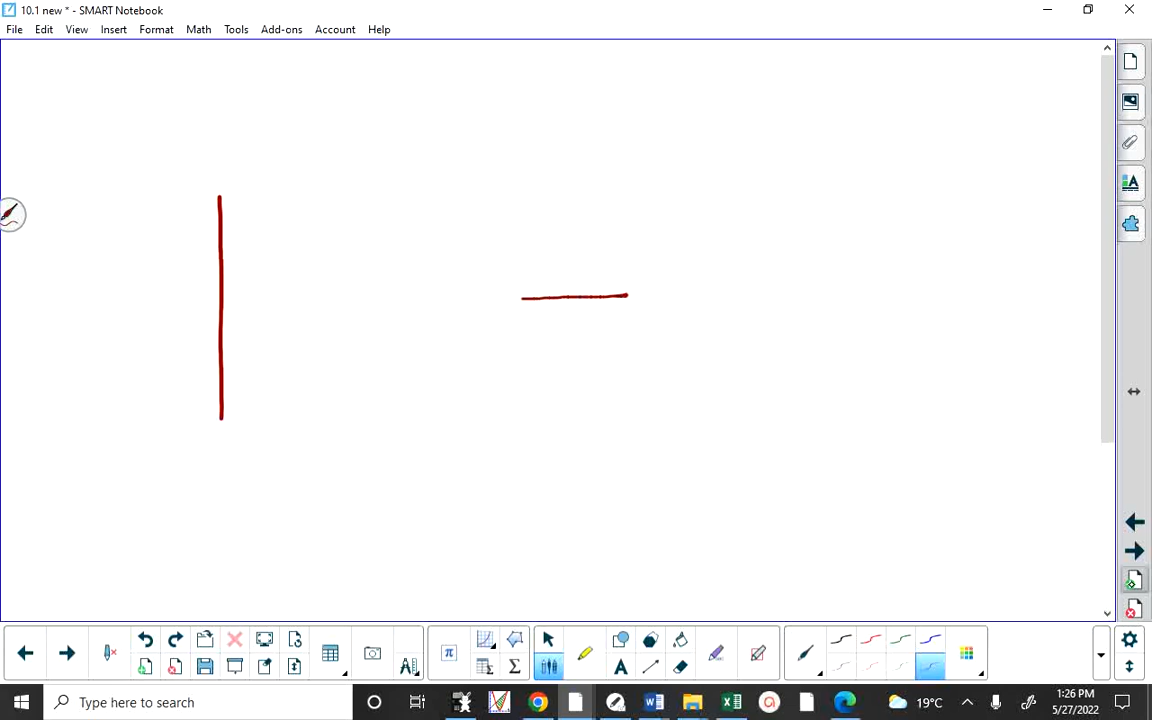 10.1 new * - SMART Notebook
File Edit View Insert Format Math Tools Add-ons Account Help
π
Σ
A
Type here to search
19°C
1:26 PM
5/27/2022